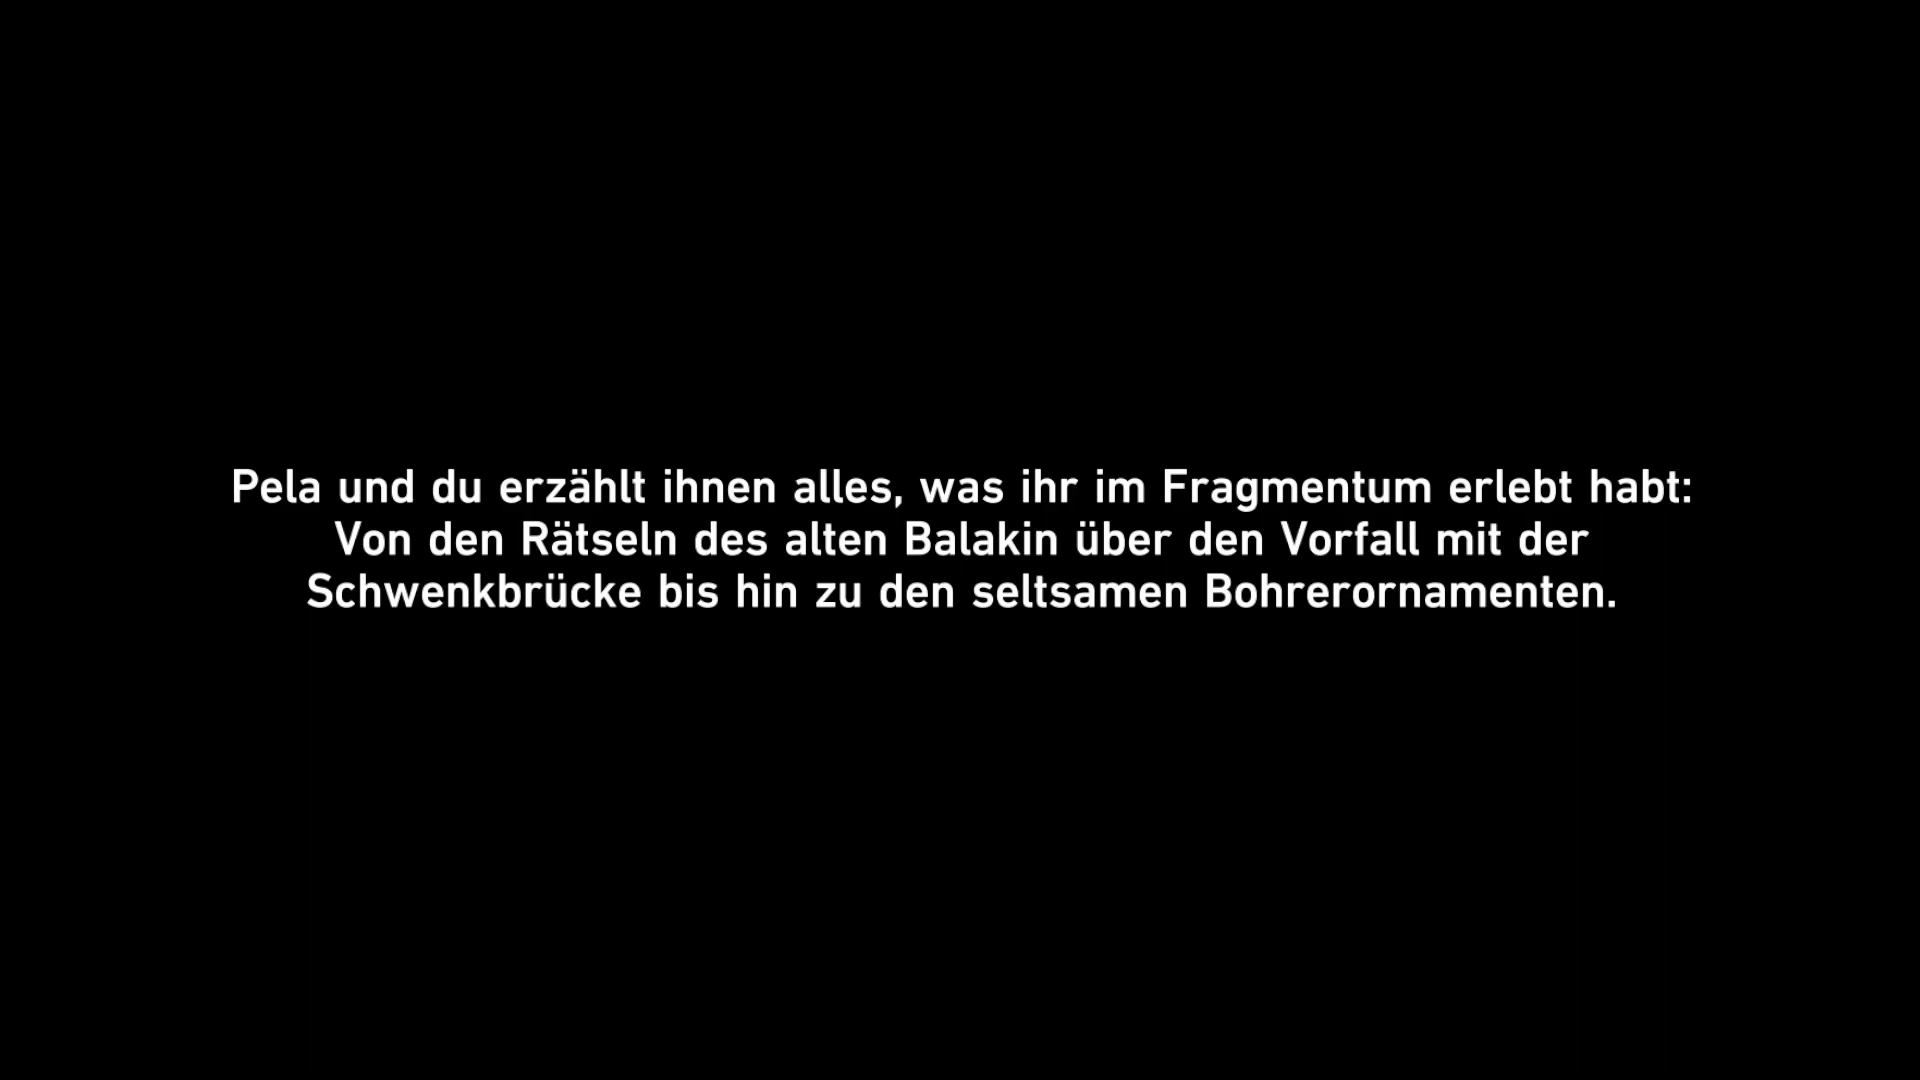 Pela und du erzählt ihnen alles, was ihr im Fragmentum erlebt habt:
Von den Rätseln des alten Balakin über den Vorfall mit der
Schwenkbrücke bis hin zu den seltsamen Bohrerornamenten.